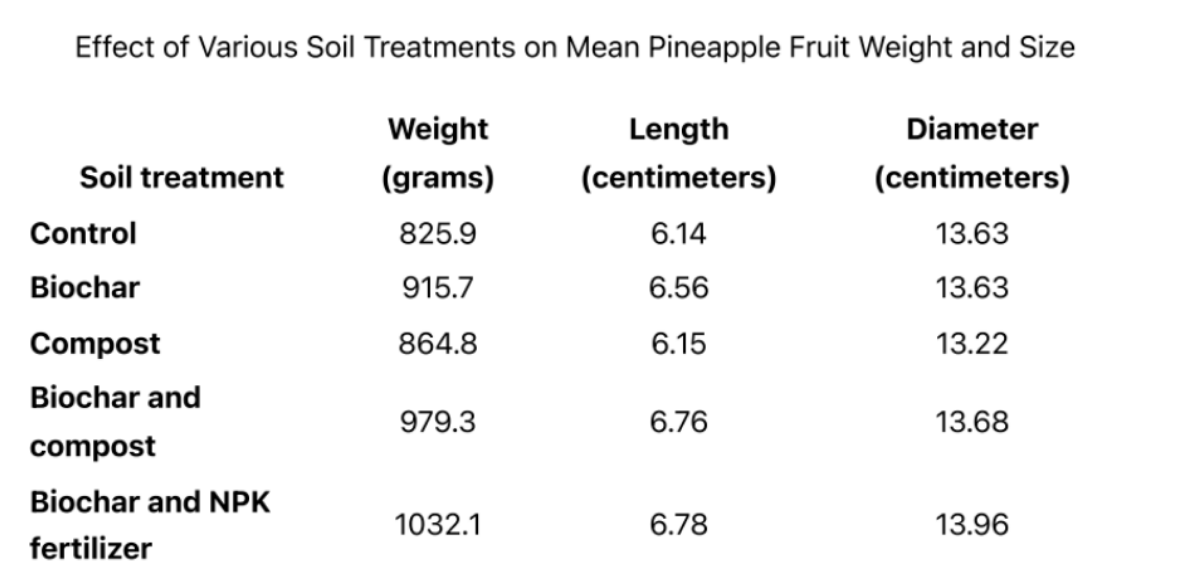 Effect of Various Soil Treatments on Mean Pineapple Fruit Weight and Size
Weight Length Diameter
Soil treatment (grams) (centimeters) (centimeters)
Control 825.9 6.14 13.63
Biochar 915.7 6.56 13.63
Compost 864.8 6.15 13.22
Biochar and
compost 979.3 6.76 13.68
Biochar and NPK
fertilizer 1032.1 6.78 13.96